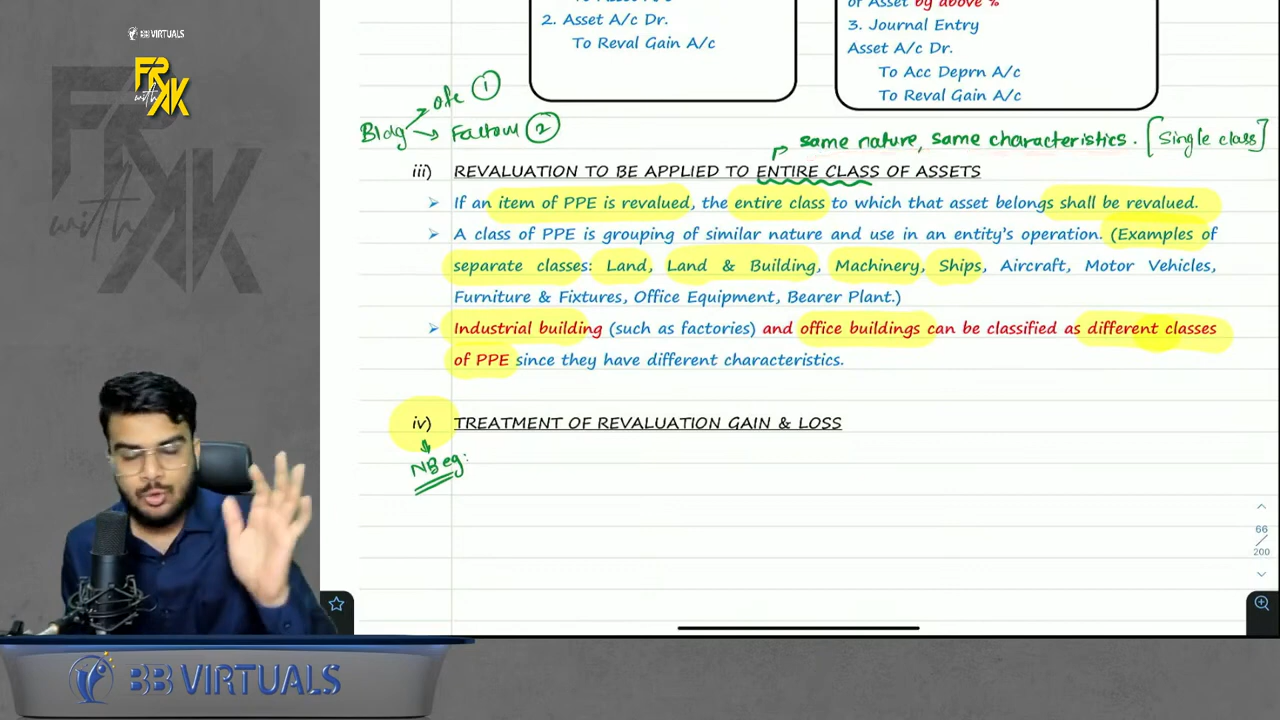 BB VIRTUALS
FR
with
AK
To Asset A/c
2. Asset A/c Dr.
To Reval Gain A/c
of Asset by above %
3. Journal Entry
Asset A/c Dr.
To Acc Deprn A/c
To Reval Gain A/c
Bldg
Ofc 1
Factory 2
same nature, same characteristics. [Single class]
iii) REVALUATION TO BE APPLIED TO ENTIRE CLASS OF ASSETS
➢ If an item of PPE is revalued, the entire class to which that asset belongs shall be revalued.
➢ A class of PPE is grouping of similar nature and use in an entity's operation. (Examples of
separate classes: Land, Land & Building, Machinery, Ships, Aircraft, Motor Vehicles,
Furniture & Fixtures, Office Equipment, Bearer Plant.)
➢ Industrial building (such as factories) and office buildings can be classified as different classes
of PPE since they have different characteristics.
iv) TREATMENT OF REVALUATION GAIN & LOSS
NB eg:
66
/
200
BB VIRTUALS